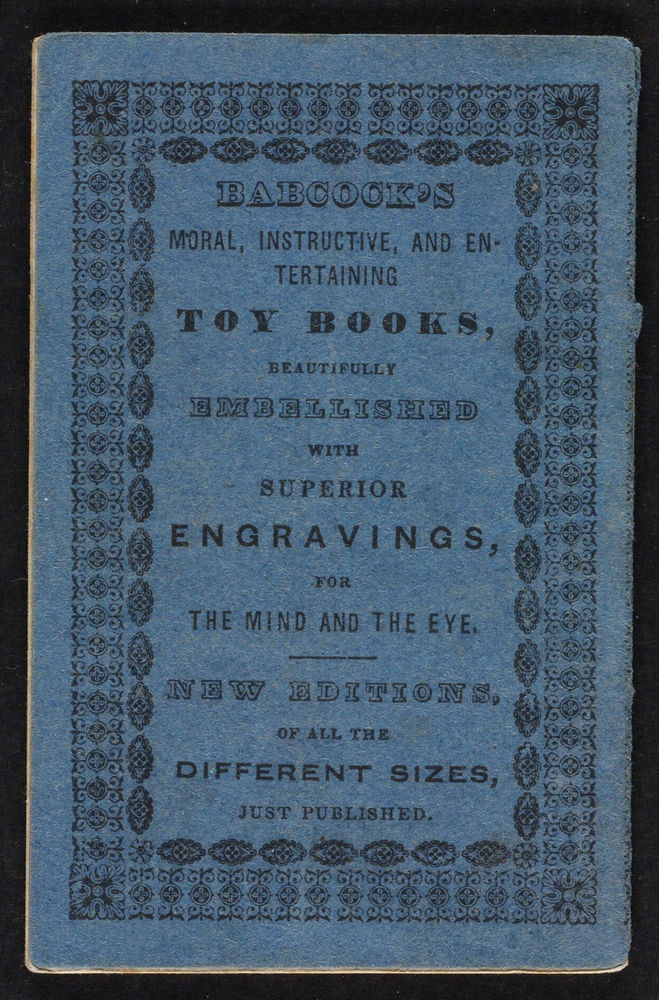 BABCOCK'S
MORAL, INSTRUCTIVE, AND EN-
TERTAINING
TOY BOOKS,
BEAUTIFULLY
EMBELLISHED
WITH
SUPERIOR
ENGRAVINGS,
FOR
THE MIND AND THE EYE.
NEW EDITIONS,
OF ALL THE
DIFFERENT SIZES,
JUST PUBLISHED.